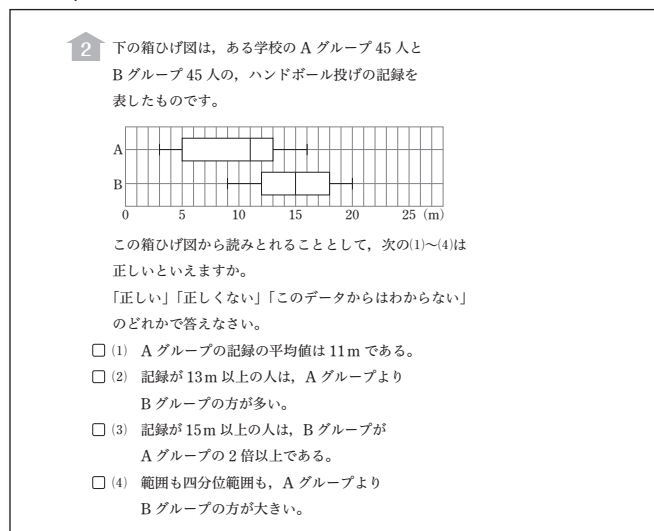 2 下の箱ひげ図は，ある学校の A グループ 45 人と
B グループ 45 人の，ハンドボール投げの記録を
表したものです。
A
B
0 5 10 15 20 25 (m)
この箱ひげ図から読みとれることとして，次の⑴〜⑷は
正しいといえますか。
「正しい」「正しくない」「このデータからはわからない」
のどれかで答えなさい。
□ ⑴ A グループの記録の平均値は 11 m である。
□ ⑵ 記録が 13 m 以上の人は，A グループより
B グループの方が多い。
□ ⑶ 記録が 15 m 以上の人は，B グループが
A グループの 2 倍以上である。
□ ⑷ 範囲も四分位範囲も，A グループより
B グループの方が大きい。